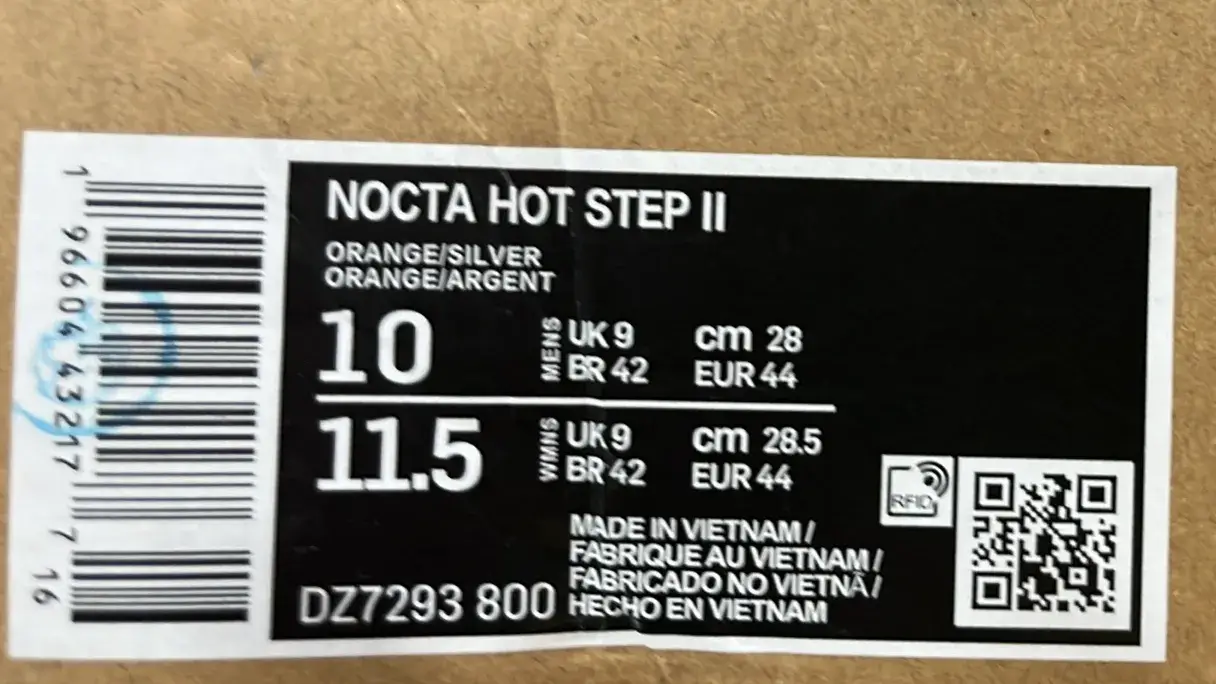 1 96604 43217 7 16
NOCTA HOT STEP II
ORANGE/SILVER
ORANGE/ARGENT
10 MENS UK 9 cm 28
BR 42 EUR 44
11.5 WMNS UK 9 cm 28.5
BR 42 EUR 44
RFID
MADE IN VIETNAM /
FABRIQUE AU VIETNAM /
FABRICADO NO VIETNÃ /
HECHO EN VIETNAM
DZ7293 800